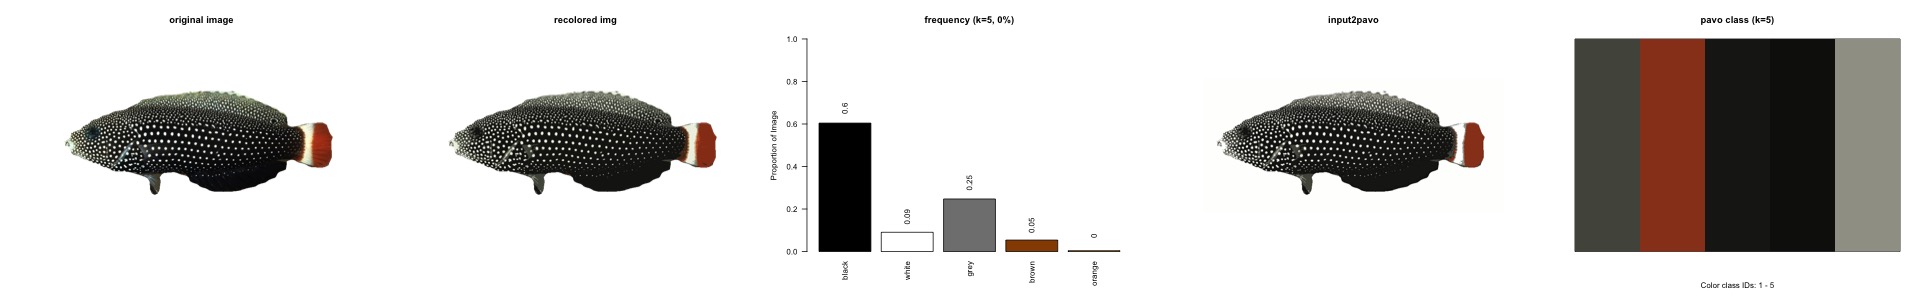 original image
recolored img
frequency (k=5, 0%)
input2pavo
pavo class (k=5)
Proportion of Image
1.0
0.8
0.6
0.4
0.2
0.0
0.6
0.09
0.25
0.05
0
black
white
grey
brown
orange
Color class IDs: 1 - 5